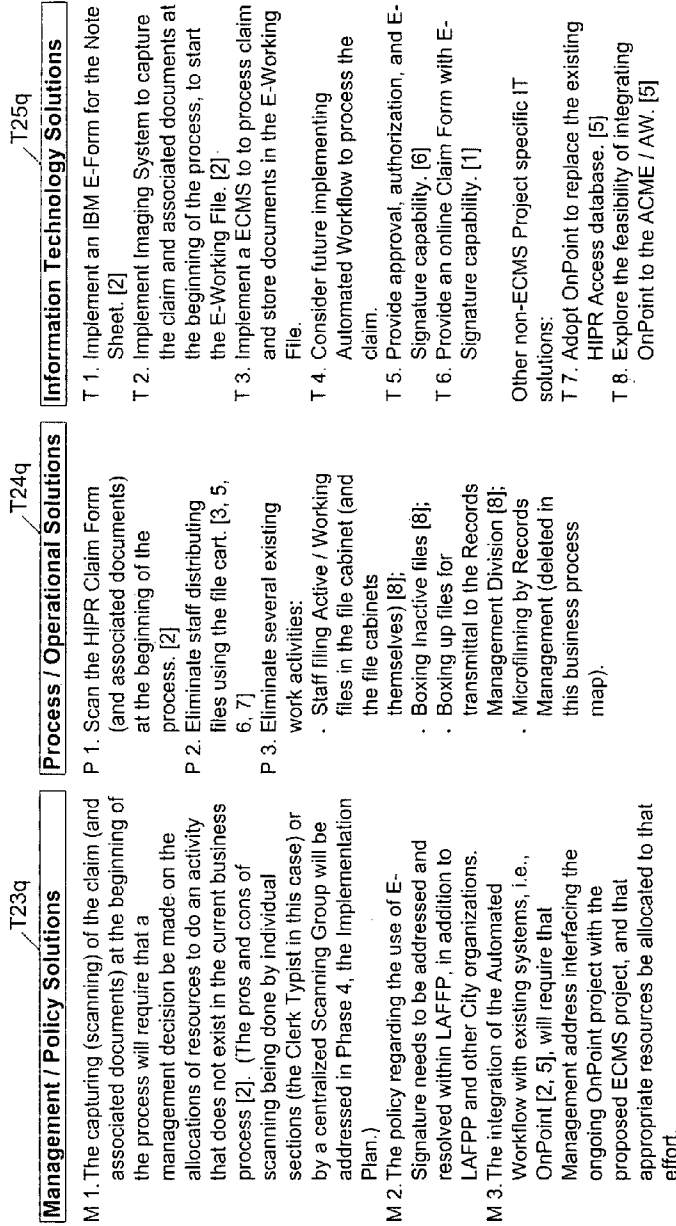 T23q
Management / Policy Solutions
M 1. The capturing (scanning) of the claim (and
associated documents) at the beginning of
the process will require that a
management decision be made on the
allocations of resources to do an activity
that does not exist in the current business
process [2].  (The pros and cons of
scanning being done by individual
sections (the Clerk Typist in this case) or
by a centralized Scanning Group will be
addressed in Phase 4, the Implementation
Plan.)
M 2. The policy regarding the use of E-
Signature needs to be addressed and
resolved within LAFFP, in addition to
LAFPP and other City organizations.
M 3. The integration of the Automated
Workflow with existing systems, i.e.,
OnPoint [2, 5], will require that
Management address interfacing the
ongoing OnPoint project with the
proposed ECMS project, and that
appropriate resources be allocated to that
effort.
T24q
Process / Operational Solutions
P 1. Scan the HIPR Claim Form
(and associated documents)
at the beginning of the
process. [2]
P 2. Eliminate staff distributing
files using the file cart. [3, 5,
6, 7]
P 3. Eliminate several existing
work activities:
· Staff filing Active / Working
files in the file cabinet (and
the file cabinets
themselves) [8];
· Boxing Inactive files [8];
· Boxing up files for
transmittal to the Records
Management Division [8];
· Microfilming by Records
Management (deleted in
this business process
map).
T25q
Information Technology Solutions
T 1. Implement an IBM E-Form for the Note
Sheet. [2]
T 2. Implement Imaging System to capture
the claim and associated documents at
the beginning of the process, to start
the E-Working File. [2]
T 3. Implement a ECMS to to process claim
and store documents in the E-Working
File.
T 4. Consider future implementing
Automated Workflow to process the
claim.
T 5. Provide approval, authorization, and E-
Signature capability. [6]
T 6. Provide an online Claim Form with E-
Signature capability. [1]
Other non-ECMS Project specific IT
solutions:
T 7. Adopt OnPoint to replace the existing
HIPR Access database. [5]
T 8. Explore the feasibility of integrating
OnPoint to the ACME / AW. [5]